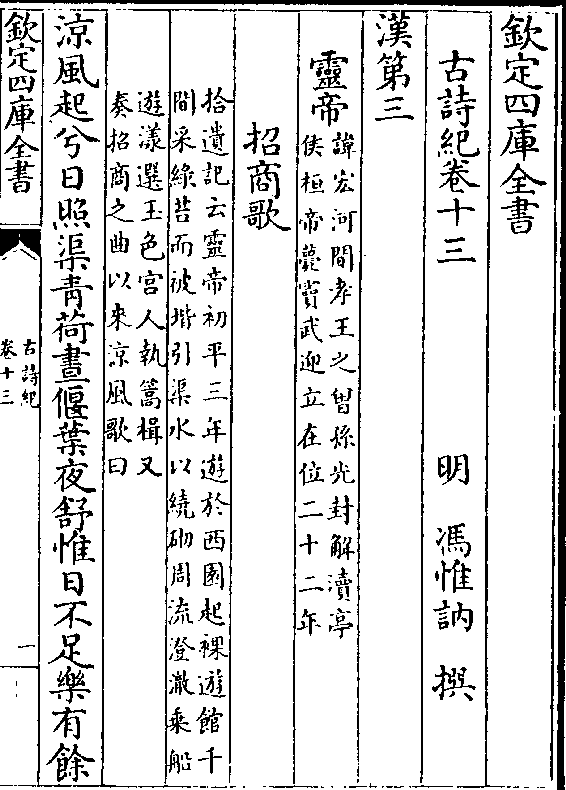 欽定四庫全書
古詩紀卷十三
明 馮惟訥 撰
漢第三
靈帝
諱宏河間孝王之曽孫光封解瀆亭
侯桓帝薨竇武迎立在位二十二年
招商歌
拾遺記云靈帝初平三年遊於西園起裸遊館千
間采綠苔而被堦引渠水以繞砌周流澄澈乗船
遊漾選玉色宫人執篙楫又
奏招商之曲以來涼風歌曰
涼風起兮日照渠青荷晝偃葉夜舒惟日不足樂有餘
欽定四庫全書
古詩紀
卷十三
一